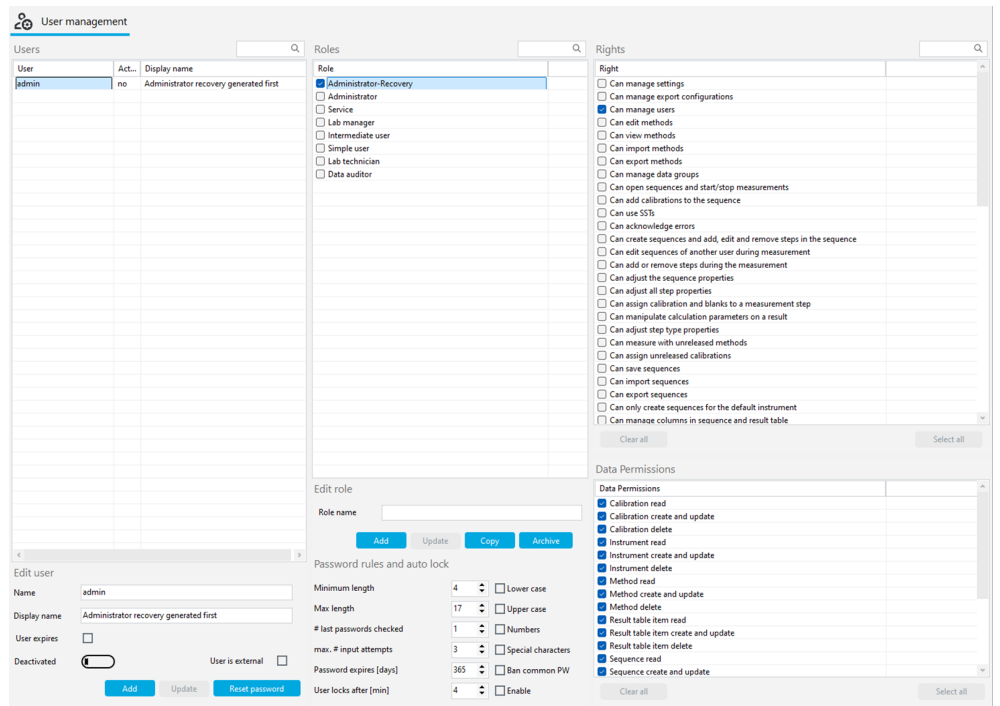 User management
Users
User Act... Display name
admin no Administrator recovery generated first
Edit user
Name admin
Display name Administrator recovery generated first
User expires
Deactivated User is external
Add Update Reset password
Roles
Role
Administrator-Recovery
Administrator
Service
Lab manager
Intermediate user
Simple user
Lab technician
Data auditor
Edit role
Role name
Add Update Copy Archive
Password rules and auto lock
Minimum length 4 Lower case
Max length 17 Upper case
# last passwords checked 1 Numbers
max. # input attempts 3 Special characters
Password expires [days] 365 Ban common PW
User locks after [min] 4 Enable
Rights
Right
Can manage settings
Can manage export configurations
Can manage users
Can edit methods
Can view methods
Can import methods
Can export methods
Can manage data groups
Can open sequences and start/stop measurements
Can add calibrations to the sequence
Can use SSTs
Can acknowledge errors
Can create sequences and add, edit and remove steps in the sequence
Can edit sequences of another user during measurement
Can add or remove steps during the measurement
Can adjust the sequence properties
Can adjust all step properties
Can assign calibration and blanks to a measurement step
Can manipulate calculation parameters on a result
Can adjust step type properties
Can measure with unreleased methods
Can assign unreleased calibrations
Can save sequences
Can import sequences
Can export sequences
Can only create sequences for the default instrument
Can manage columns in sequence and result table
Clear all Select all
Data Permissions
Data Permissions
Calibration read
Calibration create and update
Calibration delete
Instrument read
Instrument create and update
Instrument delete
Method read
Method create and update
Method delete
Result table item read
Result table item create and update
Result table item delete
Sequence read
Sequence create and update
Clear all Select all